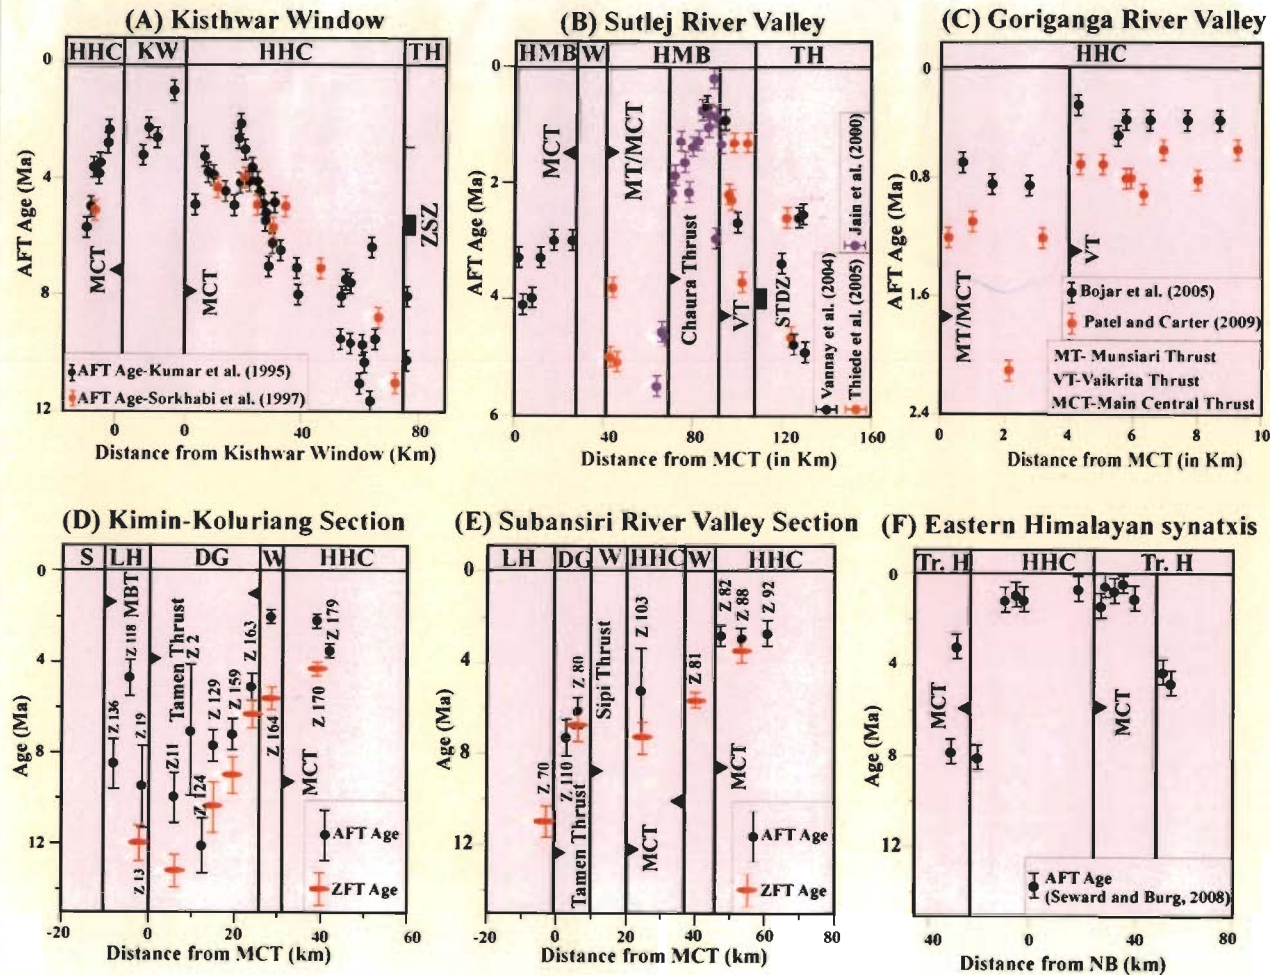 (A) Kisthwar Window
HHC KW HHC TH
0
4
8
12
AFT Age (Ma)
MCT
MCT
ZSZ
AFT Age-Kumar et al. (1995)
AFT Age-Sorkhabi et al. (1997)
0 40 80
Distance from Kisthwar Window (Km)
(B) Sutlej River Valley
HMB W HMB TH
0
2
4
6
AFT Age (Ma)
MCT
MT/MCT
Chaura Thrust
VT
STDZ
Jain et al (2000)
Vannay et al. (2004)
Thiede et al. (2005)
0 40 80 120 160
Distance from MCT (in Km)
(C) Goriganga River Valley
HHC
0
0.8
1.6
2.4
AFT Age (Ma)
MT/MCT
VT
Bojar et al. (2005)
Patel and Carter (2009)
MT- Munsiari Thrust
VT-Vaikrita Thrust
MCT-Main Central Thrust
0 2 4 6 8 10
Distance from MCT (in Km)
(D) Kimin-Koluriang Section
S LH DG W HHC
0
4
8
12
Age (Ma)
MBT
Z 118
Z 136
Z 19
Z 13
Tamen Thrust
Z 2
Z11
Z 124
Z 129
Z 159
Z 163
Z 164
MCT
Z 170
Z 179
AFT Age
ZFT Age
-20 0 20 40 60
Distance from MCT (km)
(E) Subansiri River Valley Section
LH DG W HHC W HHC
0
4
8
12
Age (Ma)
Z 70
Z 110
Z 80
Tamen Thrust
Sipi Thrust
Z 103
MCT
Z 81
Z 82
Z 88
Z 92
MCT
AFT Age
ZFT Age
-20 0 20 40 60 80
Distance from MCT (km)
(F) Eastern Himalayan synatxis
Tr. H HHC Tr. H
0
4
8
12
Age (Ma)
MCT
MCT
AFT Age
(Seward and Burg, 2008)
40 0 40 80
Distance from NB (km)